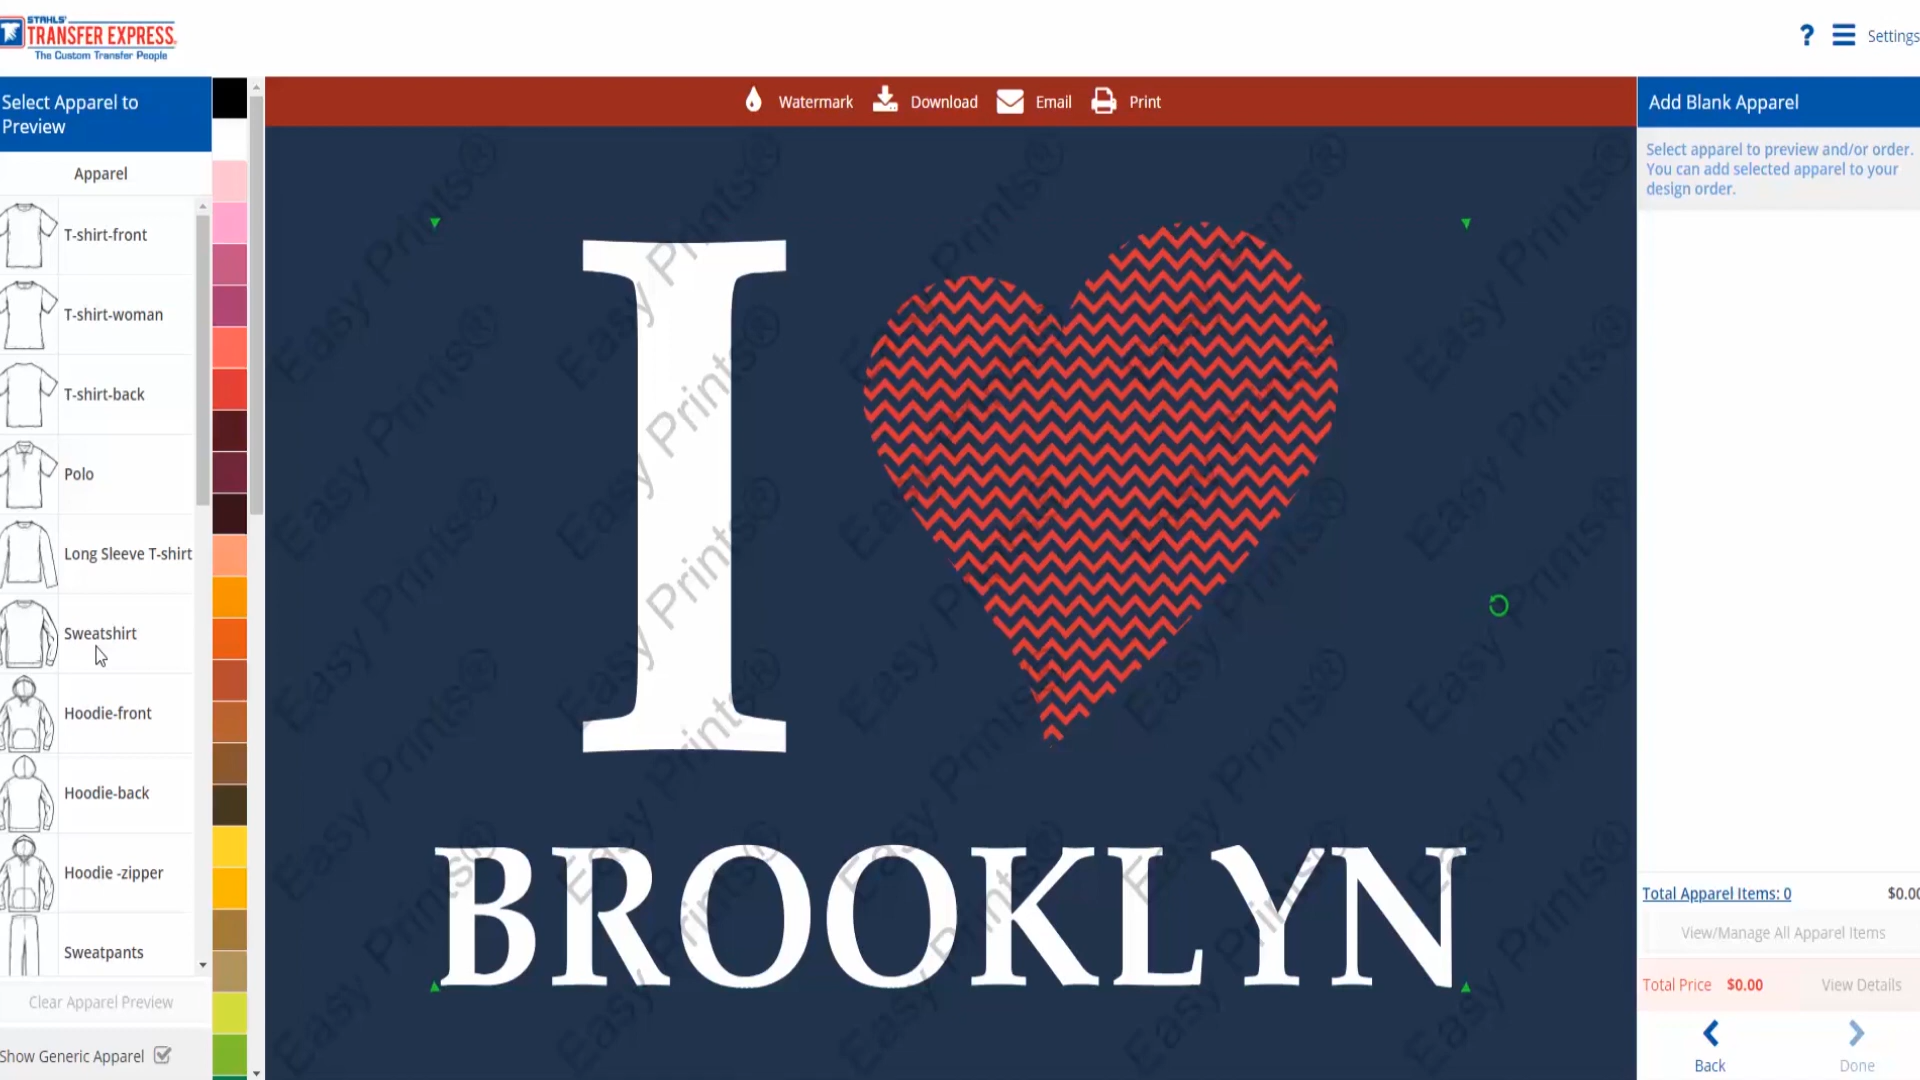 STAHLS'
TRANSFER EXPRESS
The Custom Transfer People
? Settings
Select Apparel to
Preview
Apparel
T-shirt-front
T-shirt-woman
T-shirt-back
Polo
Long Sleeve T-shirt
Sweatshirt
Hoodie-front
Hoodie-back
Hoodie -zipper
Sweatpants
Clear Apparel Preview
Show Generic Apparel
Watermark Download Email Print
I
BROOKLYN
Easy Prints®
Add Blank Apparel
Select apparel to preview and/or order.
You can add selected apparel to your
design order.
Total Apparel Items: 0 $0.00
View/Manage All Apparel Items
Total Price $0.00 View Details
Back Done